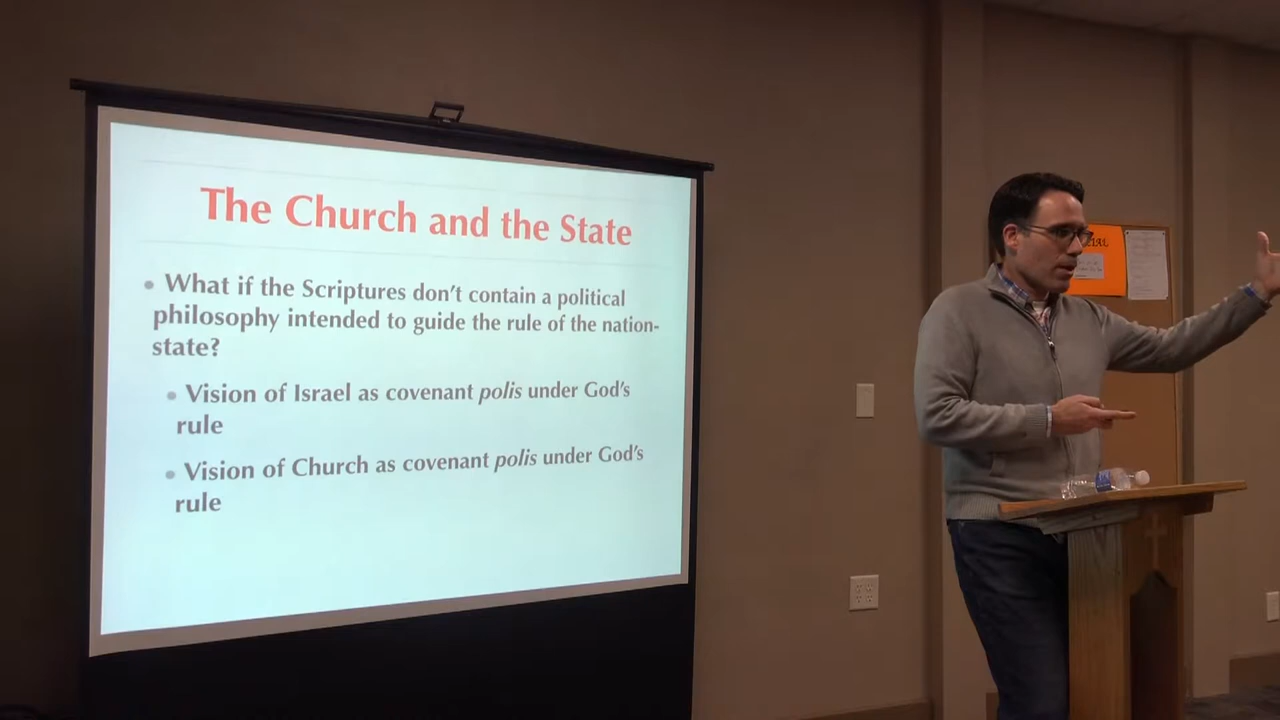 The Church and the State
• What if the Scriptures don't contain a political
philosophy intended to guide the rule of the nation-
state?
• Vision of Israel as covenant polis under God's
rule
• Vision of Church as covenant polis under God's
rule